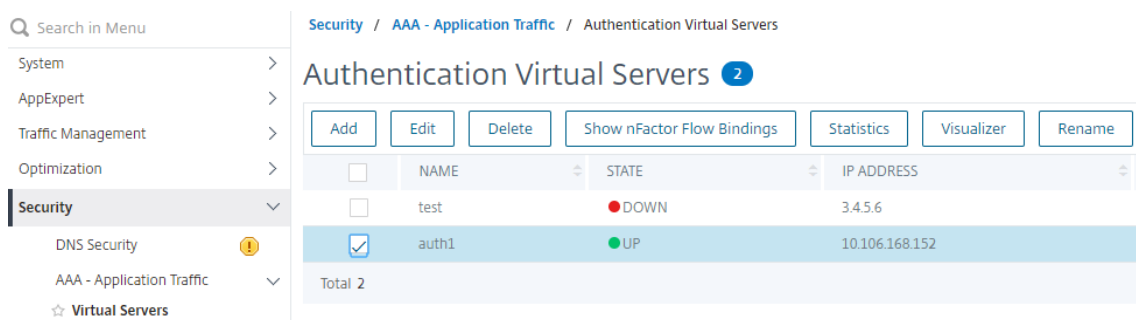 Search in Menu
System
AppExpert
Traffic Management
Optimization
Security
DNS Security
AAA - Application Traffic
Virtual Servers
Security / AAA - Application Traffic / Authentication Virtual Servers
Authentication Virtual Servers 2
Add Edit Delete Show nFactor Flow Bindings Statistics Visualizer Rename
NAME STATE IP ADDRESS
test DOWN 3.4.5.6
auth1 UP 10.106.168.152
Total 2